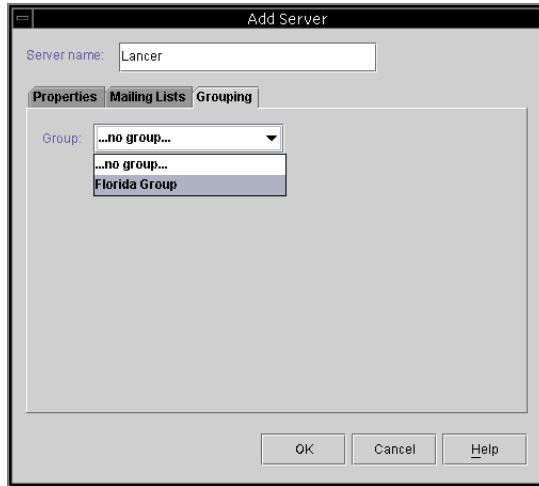 Add Server
Server name: Lancer
Properties Mailing Lists Grouping
Group: ...no group...
...no group...
Florida Group
OK Cancel Help